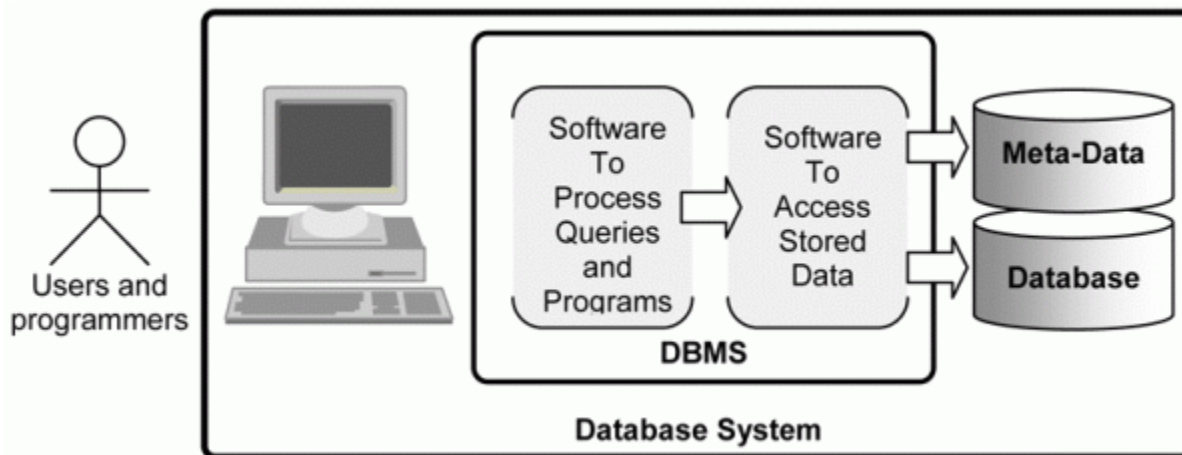 Users and
programmers
Software
To
Process
Queries
and
Programs
Software
To
Access
Stored
Data
DBMS
Meta-Data
Database
Database System